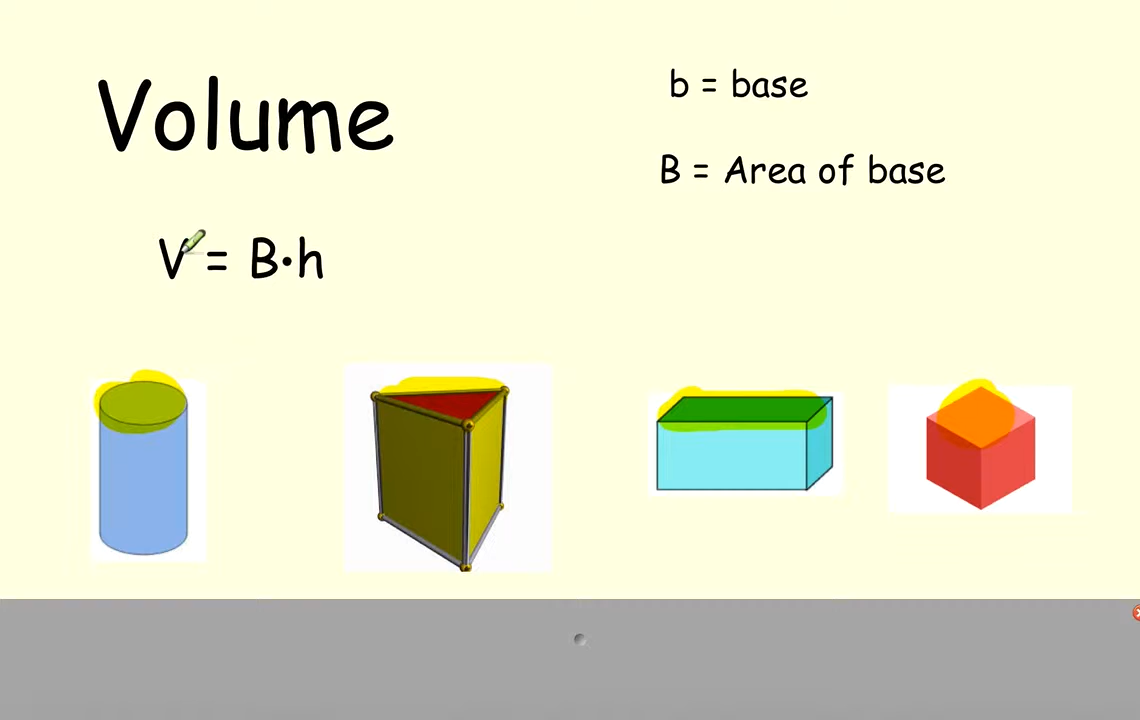 Volume
b = base
B = Area of base
V = B·h